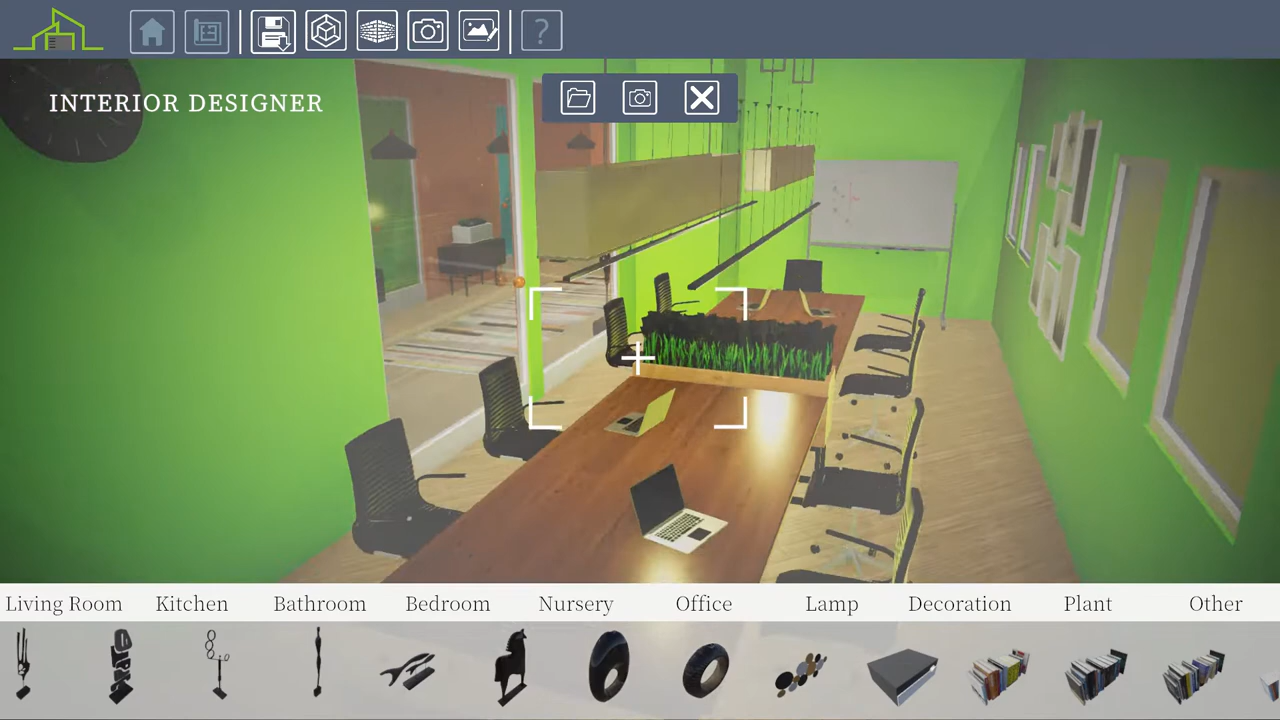 ?
INTERIOR DESIGNER
Living Room Kitchen Bathroom Bedroom Nursery Office Lamp Decoration Plant Other